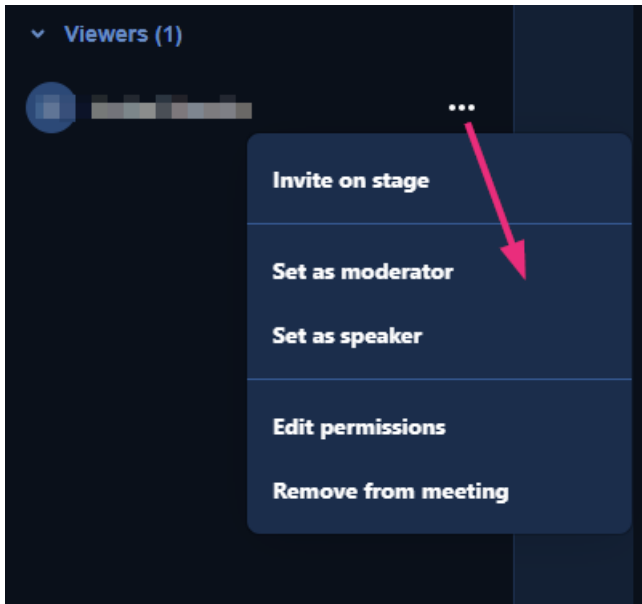 Viewers (1)
Invite on stage
Set as moderator
Set as speaker
Edit permissions
Remove from meeting